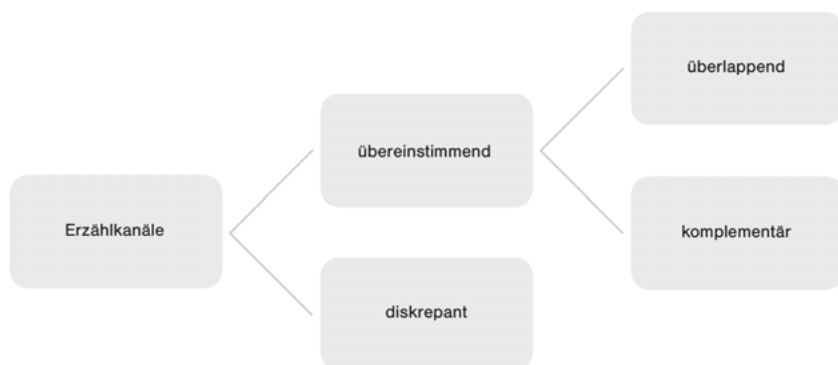 überlappend
übereinstimmend
Erzählkanäle
komplementär
diskrepant